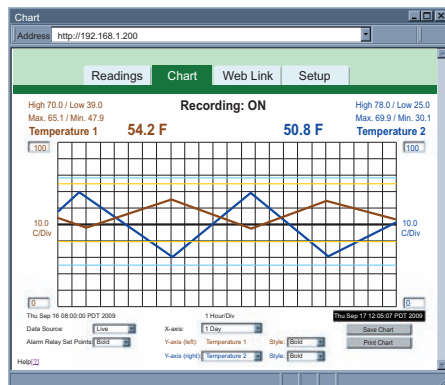 Chart
Address http://192.168.1.200
Readings Chart Web Link Setup
High 70.0 / Low 39.0 Recording: ON High 78.0 / Low 25.0
Max. 65.1 / Min. 47.9 Max. 69.9 / Min. 30.1
Temperature 1 54.2 F 50.8 F Temperature 2
100 100
10.0 C/Div 10.0 C/Div
0 0
Thu Sep 16 08:00:00 PDT 2009 1 Hour/Div Thu Sep 17 12:05:07 PDT 2009
Data Source: Live X-axis: 1 Day Save Chart
Alarm Relay Set Points: Bold Y-axis (left): Temperature 1 Style: Bold Print Chart
Y-axis (right): Temperature 2 Style: Bold
Help[?]